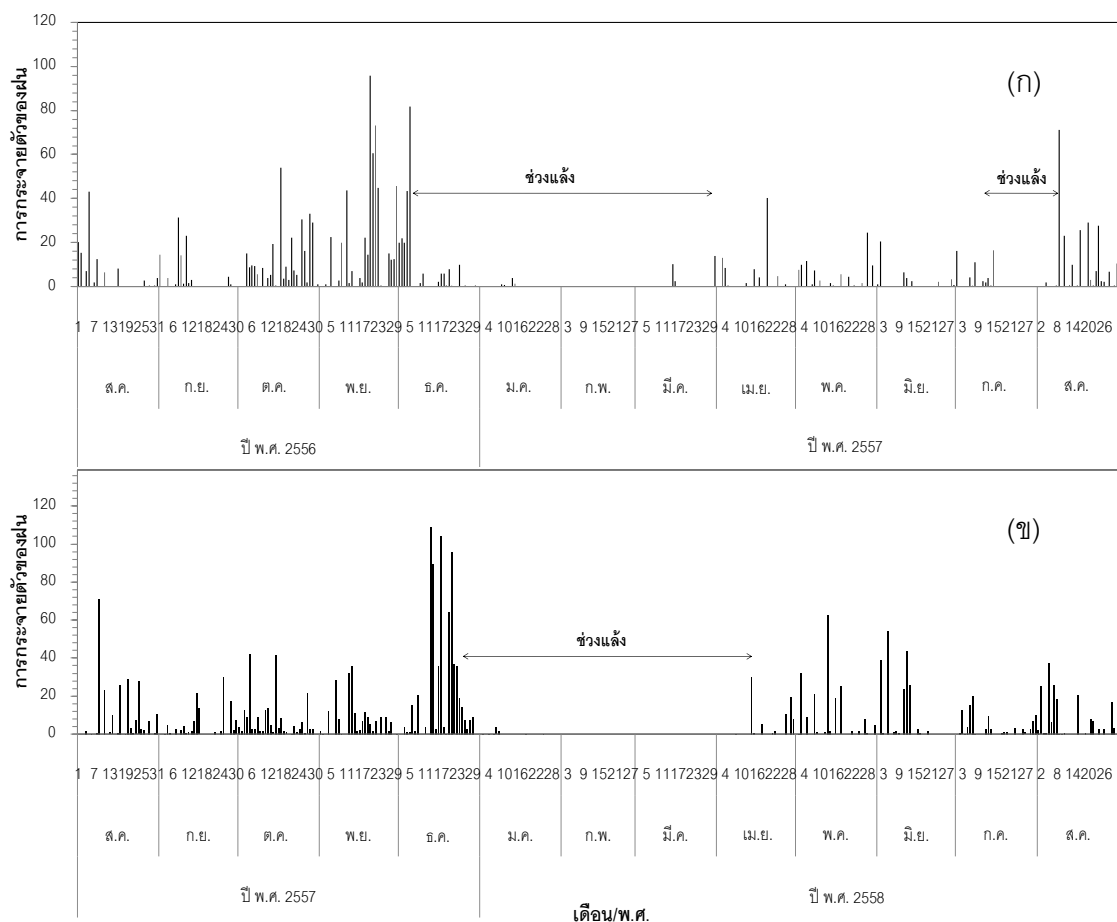 120
100
80
60
40
20
0
การกระจายตัวของฝน
(ก)
ช่วงแล้ง
ช่วงแล้ง
1 7 13192531 6 12182430 6 12182430 5 11172329 5 11172329 4 10162228 3 9 152127 5 11172329 4 10162228 4 10162228 3 9 152127 3 9 152127 2 8 142026
ส.ค. ก.ย. ต.ค. พ.ย. ธ.ค. ม.ค. ก.พ. มี.ค. เม.ย. พ.ค. มิ.ย. ก.ค. ส.ค.
ปี พ.ศ. 2556 ปี พ.ศ. 2557
120
100
80
60
40
20
0
การกระจายตัวของฝน
(ข)
ช่วงแล้ง
1 7 13192531 6 12182430 6 12182430 5 11172329 5 11172329 4 10162228 3 9 152127 5 11172329 4 10162228 4 10162228 3 9 152127 3 9 152127 2 8 142026
ส.ค. ก.ย. ต.ค. พ.ย. ธ.ค. ม.ค. ก.พ. มี.ค. เม.ย. พ.ค. มิ.ย. ก.ค. ส.ค.
ปี พ.ศ. 2557 ปี พ.ศ. 2558
เดือน/พ.ศ.